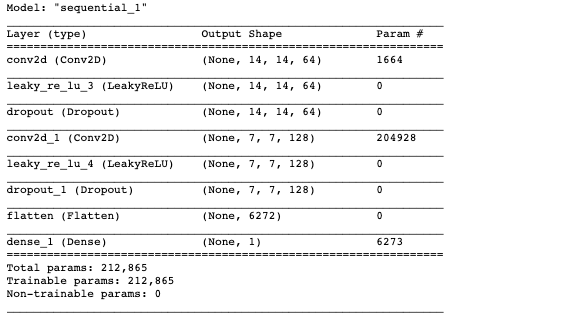 Model: "sequential_1"
Layer (type) Output Shape Param #
conv2d (Conv2D) (None, 14, 14, 64) 1664
leaky_re_lu_3 (LeakyReLU) (None, 14, 14, 64) 0
dropout (Dropout) (None, 14, 14, 64) 0
conv2d_1 (Conv2D) (None, 7, 7, 128) 204928
leaky_re_lu_4 (LeakyReLU) (None, 7, 7, 128) 0
dropout_1 (Dropout) (None, 7, 7, 128) 0
flatten (Flatten) (None, 6272) 0
dense_1 (Dense) (None, 1) 6273
Total params: 212,865
Trainable params: 212,865
Non-trainable params: 0